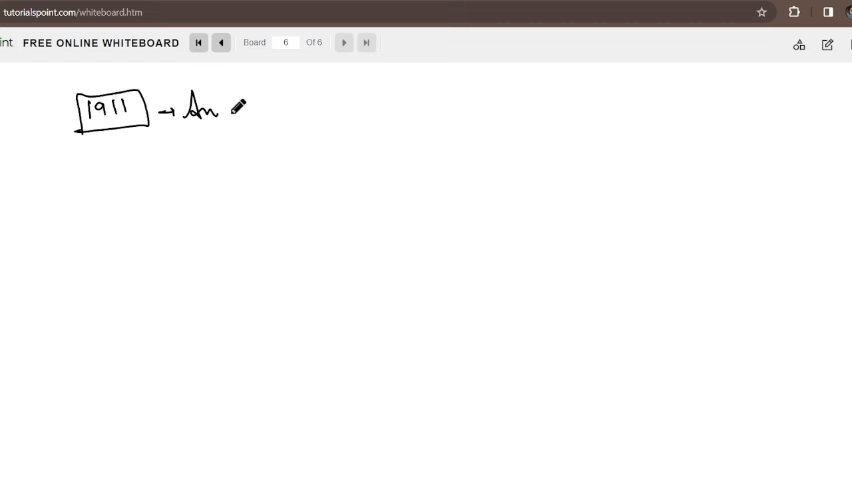 tutorialspoint.com/whiteboard.htm
int FREE ONLINE WHITEBOARD Board 6 Of 6
1911 → An